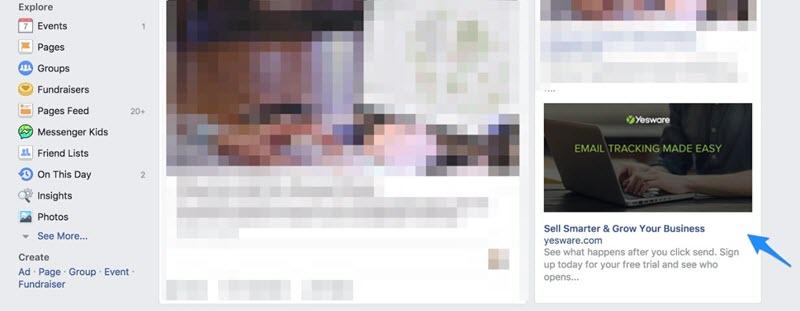 Explore
Events 1
Pages
Groups
Fundraisers
Pages Feed 20+
Messenger Kids
Friend Lists
On This Day 2
Insights
Photos
See More...
Create
Ad · Page · Group · Event ·
Fundraiser
....
Yesware
EMAIL TRACKING MADE EASY
Sell Smarter & Grow Your Business
yesware.com
See what happens after you click send. Sign
up today for your free trial and see who
opens...